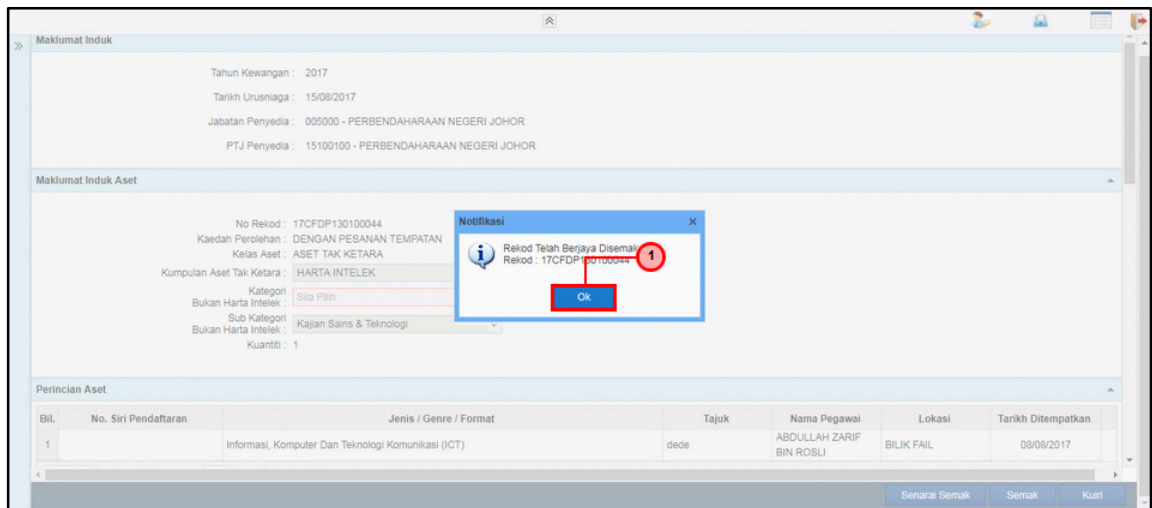 Maklumat Induk
Tahun Kewangan : 2017
Tarikh Urusniaga : 15/08/2017
Jabatan Penyedia : 005000 - PERBENDAHARAAN NEGERI JOHOR
PTJ Penyedia : 15100100 - PERBENDAHARAAN NEGERI JOHOR
Maklumat Induk Aset
No Rekod : 17CFDP130100044
Kaedah Perolehan : DENGAN PESANAN TEMPATAN
Kelas Aset : ASET TAK KETARA
Kumpulan Aset Tak Ketara : HARTA INTELEK
Kategori
Bukan Harta Intelek : Sila Pilih
Sub Kategori
Bukan Harta Intelek : Kajian Sains & Teknologi
Kuantiti : 1
Notifikasi
Rekod Telah Berjaya Disemak
Rekod : 17CFDP130100044
1
Ok
Perincian Aset
Bil. No. Siri Pendaftaran Jenis / Genre / Format Tajuk Nama Pegawai Lokasi Tarikh Ditempatkan
1 Informasi, Komputer Dan Teknologi Komunikasi (ICT) dede ABDULLAH ZARIF BILIK FAIL 08/08/2017
BIN ROSLI
Senarai Semak Semak Kuiri